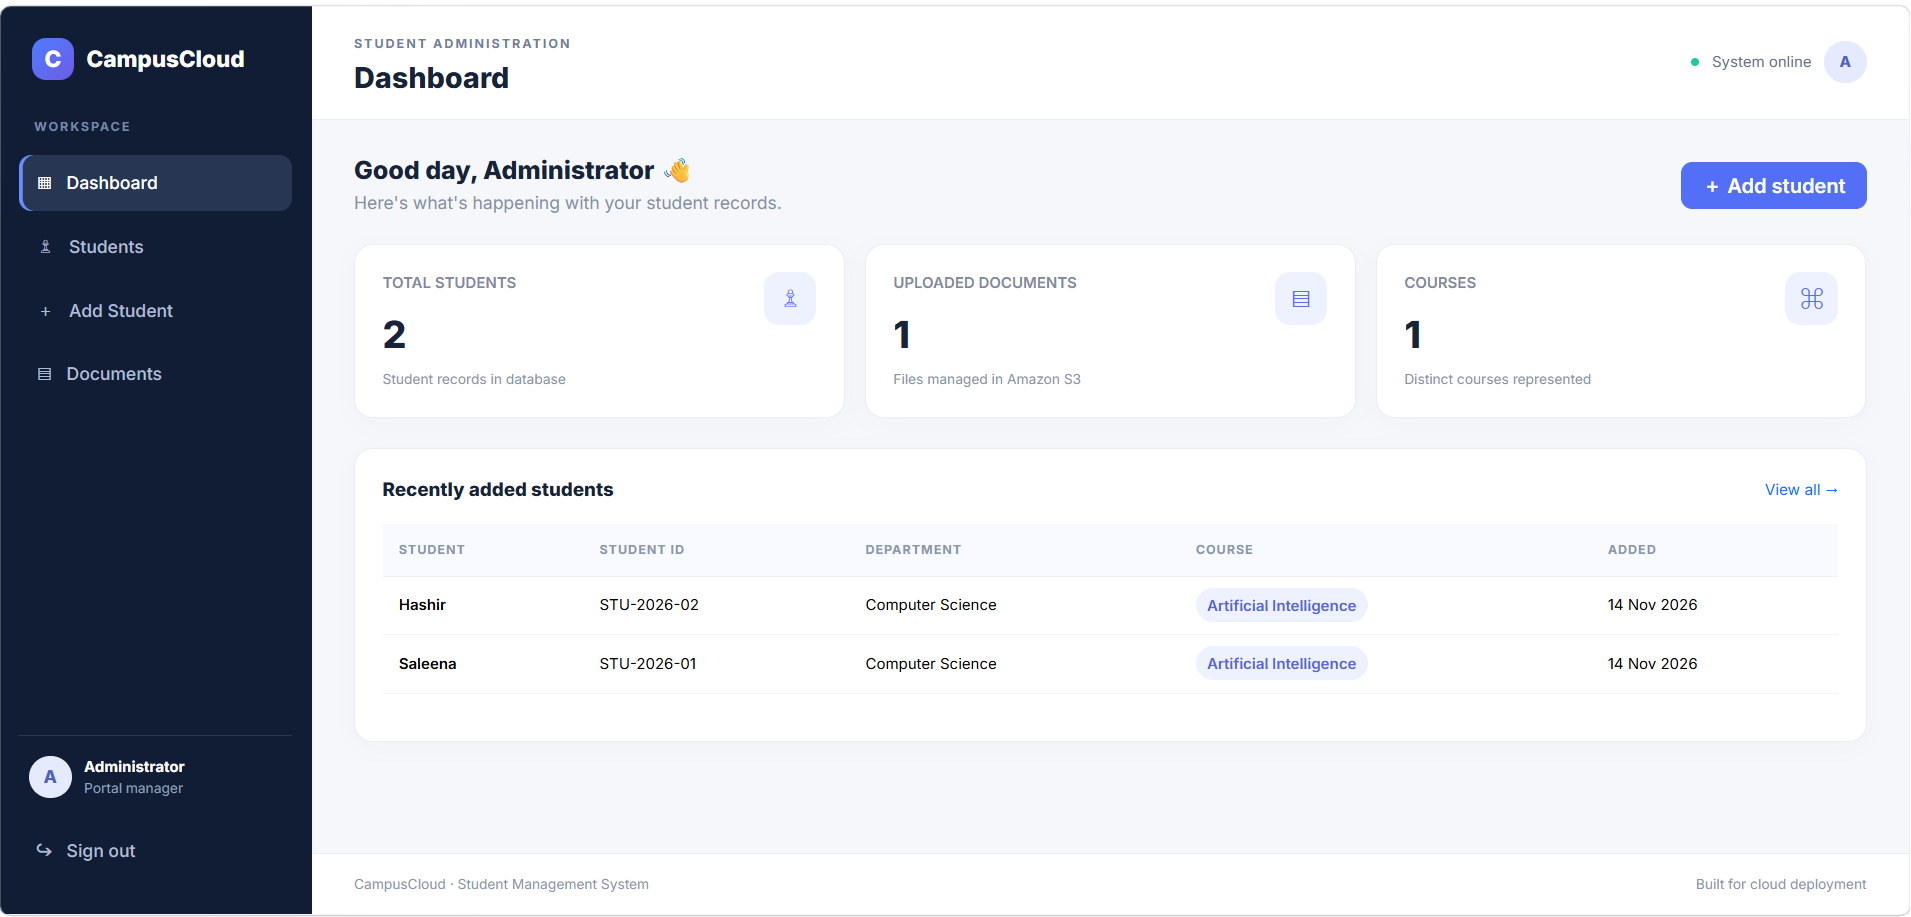 C CampusCloud
WORKSPACE
Dashboard
Students
+ Add Student
Documents
A Administrator
Portal manager
Sign out
STUDENT ADMINISTRATION
Dashboard
System online A
Good day, Administrator 👋
Here's what's happening with your student records.
+ Add student
TOTAL STUDENTS
2
Student records in database
UPLOADED DOCUMENTS
1
Files managed in Amazon S3
COURSES
⌘
1
Distinct courses represented
Recently added students
View all →
STUDENT STUDENT ID DEPARTMENT COURSE ADDED
Hashir STU-2026-02 Computer Science Artificial Intelligence 14 Nov 2026
Saleena STU-2026-01 Computer Science Artificial Intelligence 14 Nov 2026
CampusCloud · Student Management System
Built for cloud deployment